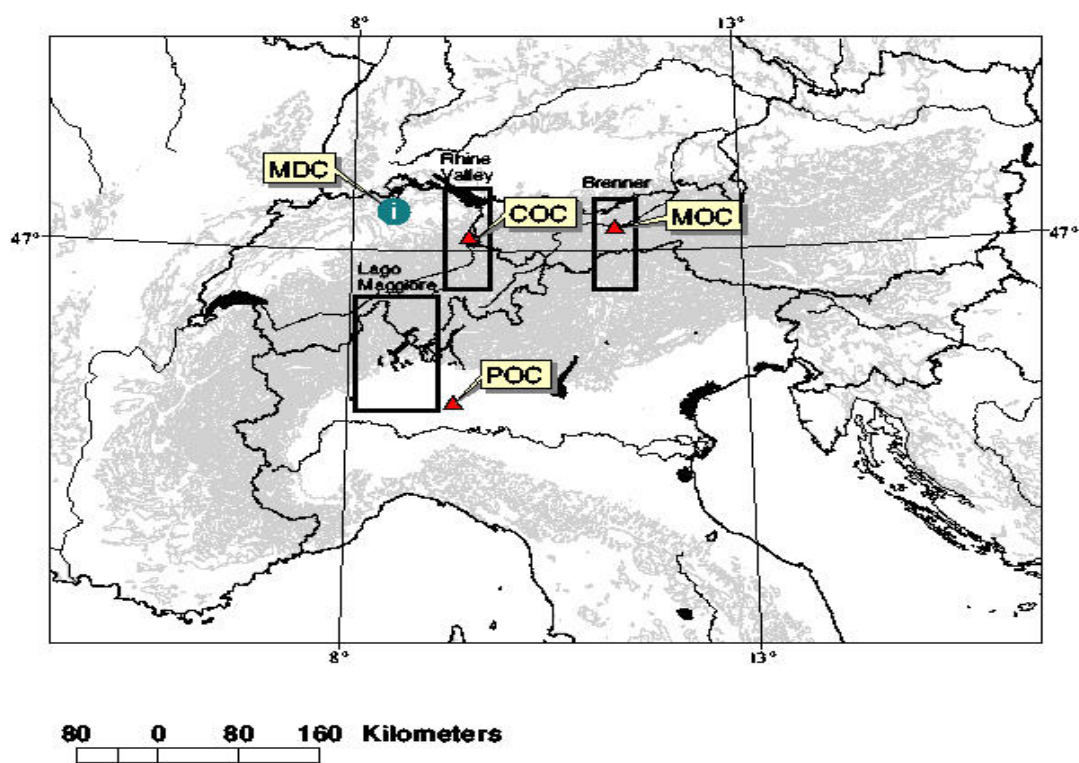 8°
13°
MDC
Rhine
Valley
Brenner
i
COC
MOC
47°
47°
Lago
Maggiore
POC
8°
13°
80 0 80 160 Kilometers